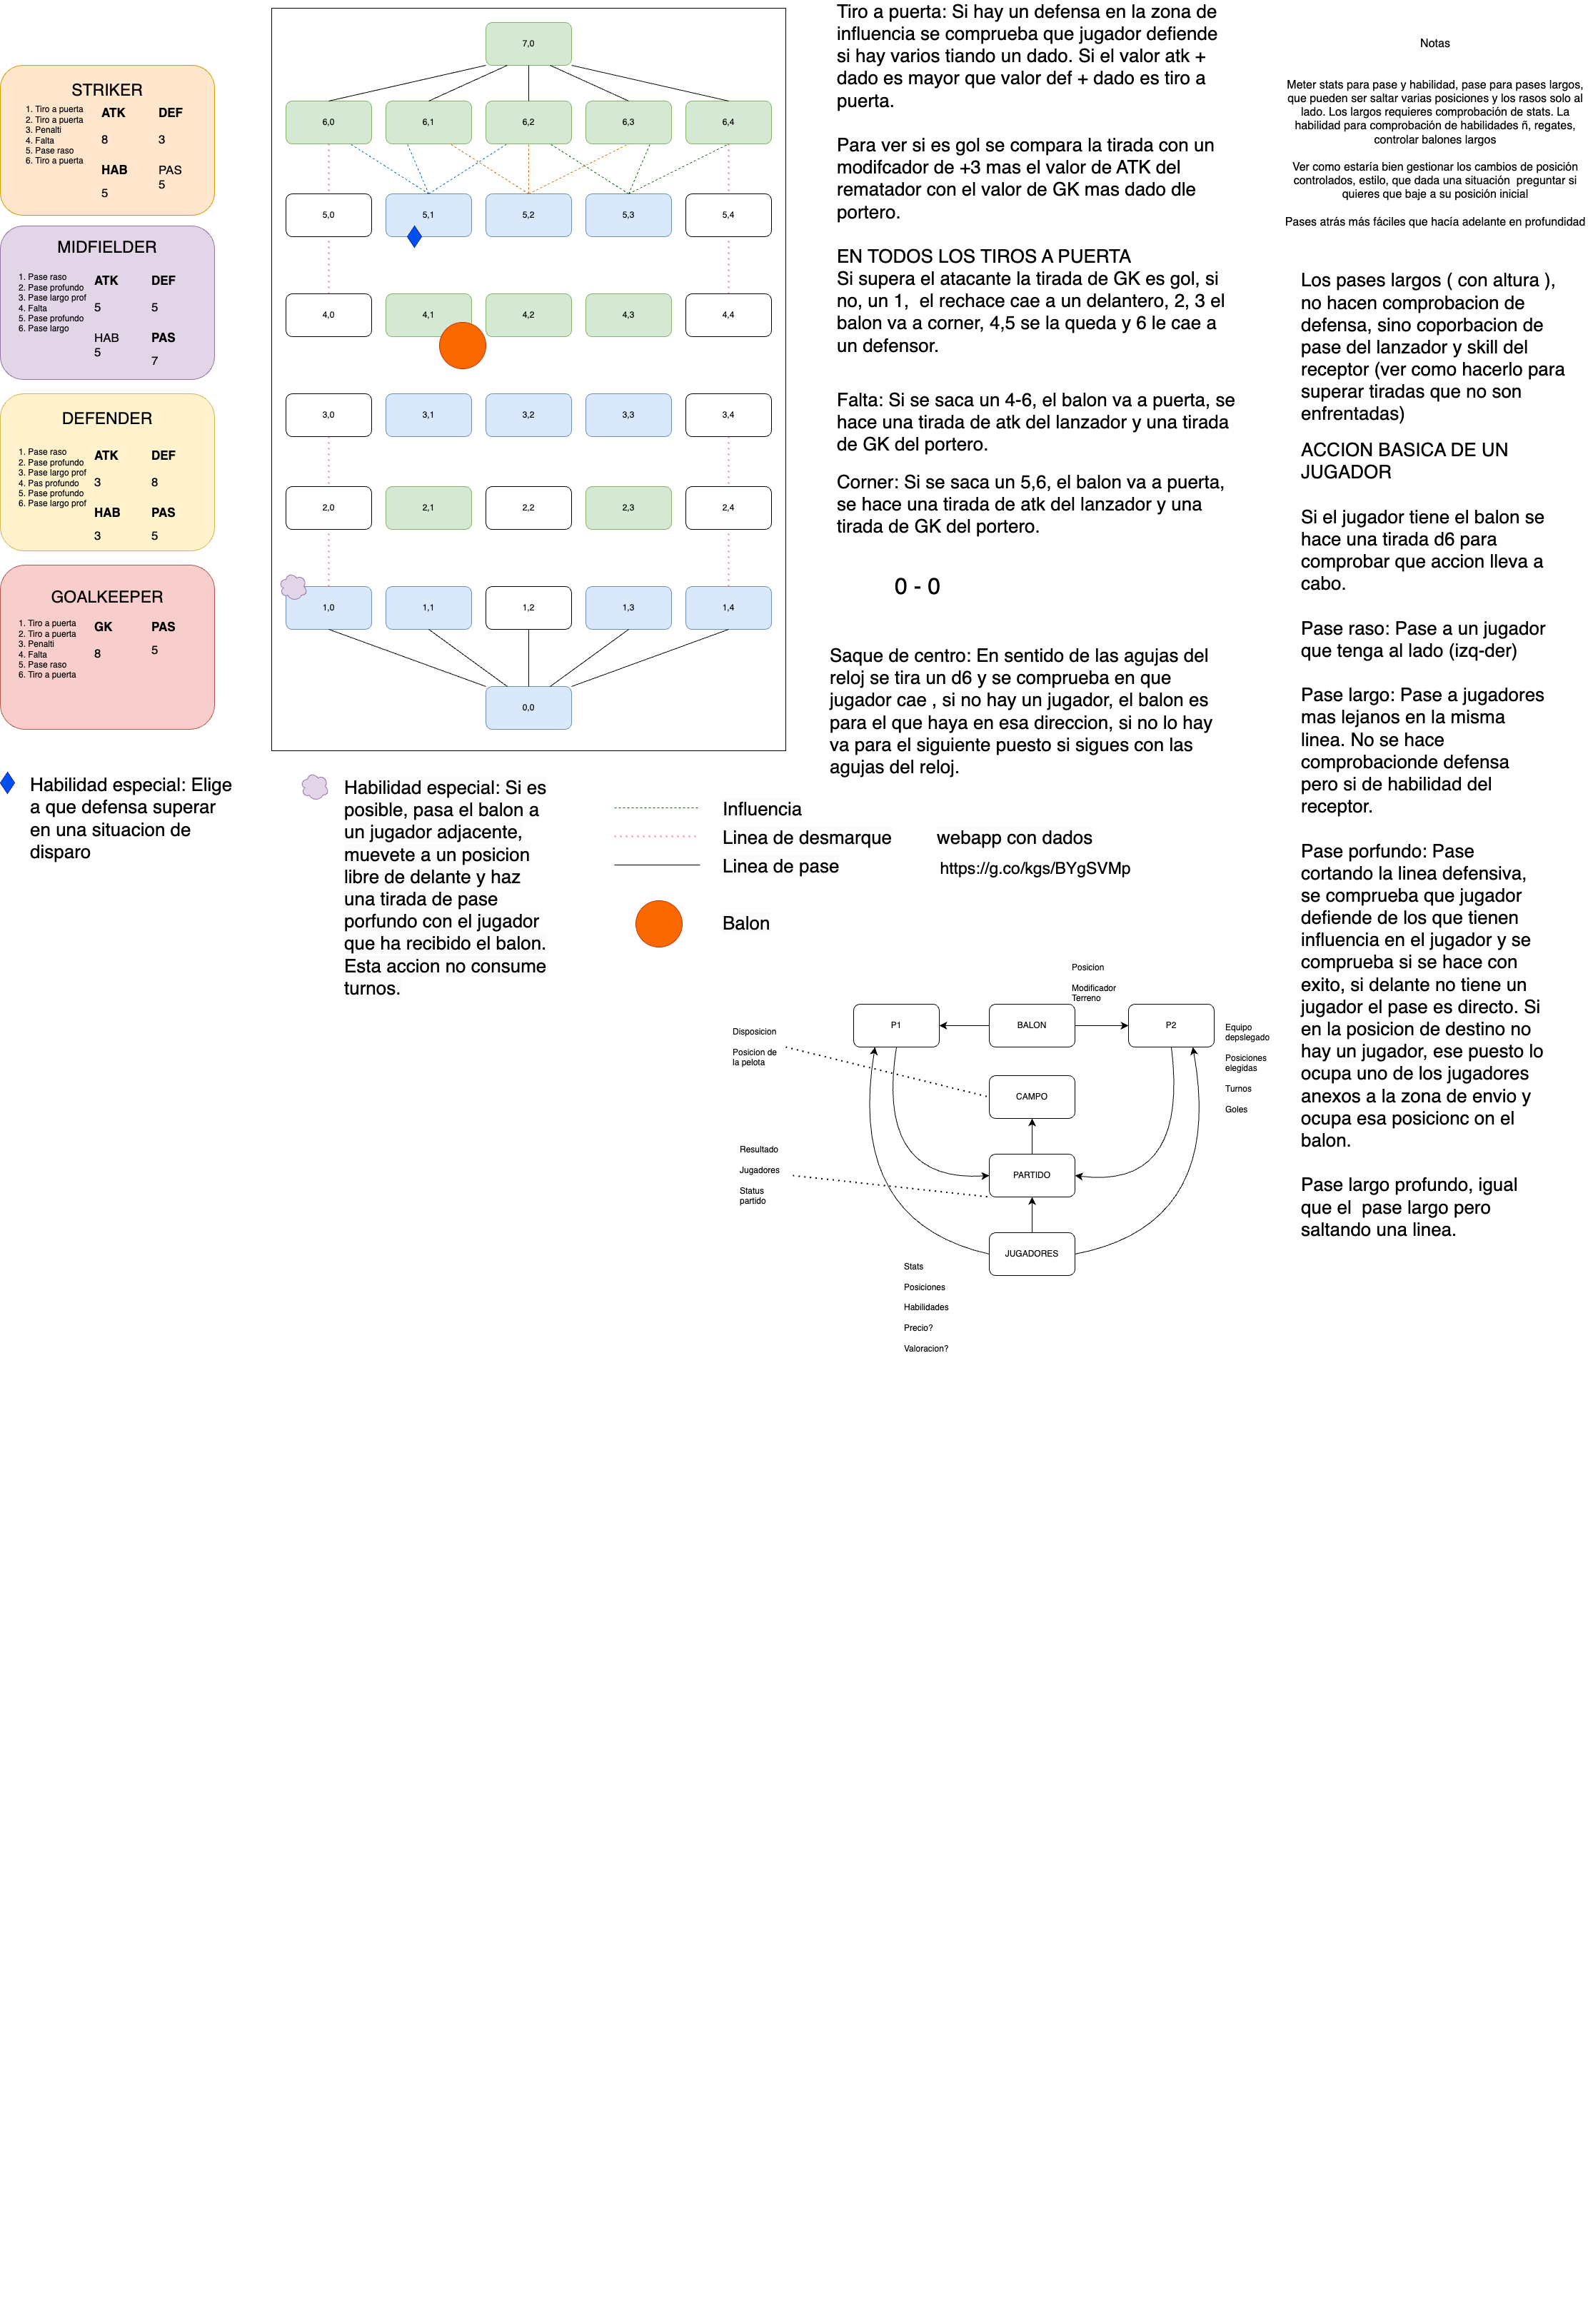 STRIKER
1. Tiro a puerta
2. Tiro a puerta
3. Penalti
4. Falta
5. Pase raso
6. Tiro a puerta
ATK
DEF
8
3
HAB
PAS
5
5
MIDFIELDER
1. Pase raso
2. Pase profundo
3. Pase largo prof
4. Falta
5. Pase profundo
6. Pase largo
ATK
DEF
5
5
HAB
5
PAS
7
DEFENDER
1. Pase raso
2. Pase profundo
3. Pase largo prof
4. Pas profundo
5. Pase profundo
6. Pase largo prof
ATK
DEF
3
8
HAB
PAS
3
5
GOALKEEPER
1. Tiro a puerta
2. Tiro a puerta
3. Penalti
4. Falta
5. Pase raso
6. Tiro a puerta
GK
PAS
8
5
Habilidad especial: Elige
a que defensa superar
en una situacion de
disparo
7,0
6,0
6,1
6,2
6,3
6,4
5,0
5,1
5,2
5,3
5,4
4,0
4,1
4,2
4,3
4,4
3,0
3,1
3,2
3,3
3,4
2,0
2,1
2,2
2,3
2,4
1,0
1,1
1,2
1,3
1,4
0,0
Habilidad especial: Si es
posible, pasa el balon a
un jugador adjacente,
muevete a un posicion
libre de delante y haz
una tirada de pase
porfundo con el jugador
que ha recibido el balon.
Esta accion no consume
turnos.
Tiro a puerta: Si hay un defensa en la zona de
influencia se comprueba que jugador defiende
si hay varios tiando un dado. Si el valor atk +
dado es mayor que valor def + dado es tiro a
puerta.
Para ver si es gol se compara la tirada con un
modifcador de +3 mas el valor de ATK del
rematador con el valor de GK mas dado dle
portero.
EN TODOS LOS TIROS A PUERTA
Si supera el atacante la tirada de GK es gol, si
no, un 1,  el rechace cae a un delantero, 2, 3 el
balon va a corner, 4,5 se la queda y 6 le cae a
un defensor.
Falta: Si se saca un 4-6, el balon va a puerta, se
hace una tirada de atk del lanzador y una tirada
de GK del portero.
Corner: Si se saca un 5,6, el balon va a puerta,
se hace una tirada de atk del lanzador y una
tirada de GK del portero.
0 - 0
Saque de centro: En sentido de las agujas del
reloj se tira un d6 y se comprueba en que
jugador cae , si no hay un jugador, el balon es
para el que haya en esa direccion, si no lo hay
va para el siguiente puesto si sigues con las
agujas del reloj.
Influencia
Linea de desmarque
Linea de pase
Balon
webapp con dados
https://g.co/kgs/BYgSVMp
Notas
Meter stats para pase y habilidad, pase para pases largos,
que pueden ser saltar varias posiciones y los rasos solo al
lado. Los largos requieres comprobación de stats. La
habilidad para comprobación de habilidades ñ, regates,
controlar balones largos
Ver como estaría bien gestionar los cambios de posición
controlados, estilo, que dada una situación  preguntar si
quieres que baje a su posición inicial
Pases atrás más fáciles que hacía adelante en profundidad
Los pases largos ( con altura ),
no hacen comprobacion de
defensa, sino coporbacion de
pase del lanzador y skill del
receptor (ver como hacerlo para
superar tiradas que no son
enfrentadas)
ACCION BASICA DE UN
JUGADOR
Si el jugador tiene el balon se
hace una tirada d6 para
comprobar que accion lleva a
cabo.
Pase raso: Pase a un jugador
que tenga al lado (izq-der)
Pase largo: Pase a jugadores
mas lejanos en la misma
linea. No se hace
comprobacionde defensa
pero si de habilidad del
receptor.
Pase porfundo: Pase
cortando la linea defensiva,
se comprueba que jugador
defiende de los que tienen
influencia en el jugador y se
comprueba si se hace con
exito, si delante no tiene un
jugador el pase es directo. Si
en la posicion de destino no
hay un jugador, ese puesto lo
ocupa uno de los jugadores
anexos a la zona de envio y
ocupa esa posicionc on el
balon.
Pase largo profundo, igual
que el  pase largo pero
saltando una linea.
Posicion
Modificador
Terreno
P1
BALON
P2
Disposicion
Posicion de
la pelota
Equipo
depslegado
Posiciones
elegidas
Turnos
Goles
CAMPO
Resultado
Jugadores
Status
partido
PARTIDO
JUGADORES
Stats
Posiciones
Habilidades
Precio?
Valoracion?